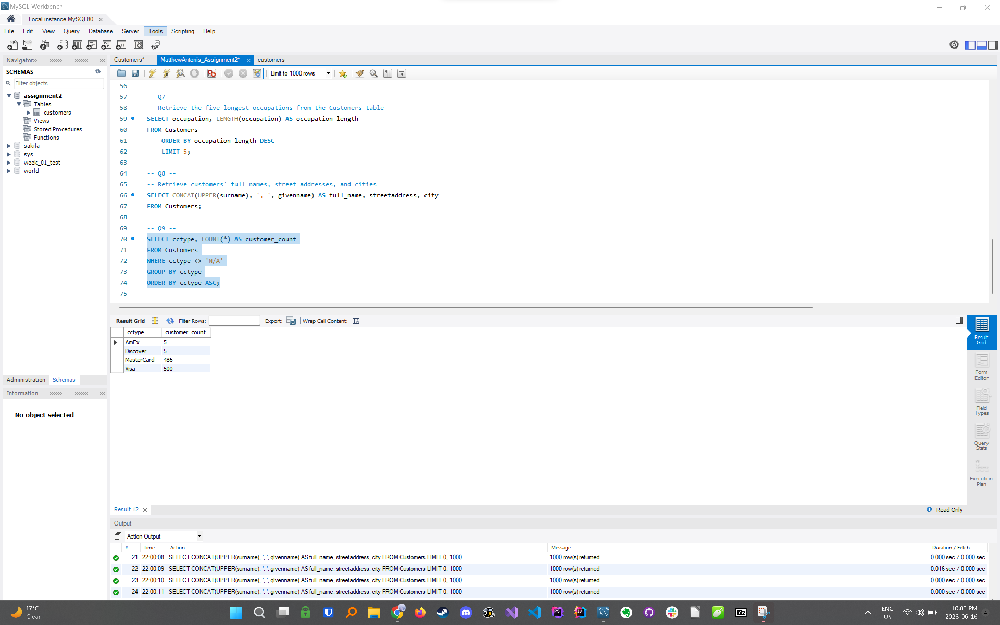 MySQL Workbench
Local instance MySQL80
File Edit View Query Database Server Tools Scripting Help
Navigator
SCHEMAS
Filter objects
assignment2
Tables
customers
Views
Stored Procedures
Functions
sakila
sys
week_01_test
world
Administration Schemas
Information
No object selected
Customers* MatthewAntonis_Assignment2* customers
Limit to 1000 rows
56
57 -- Q7 --
58 -- Retrieve the five longest occupations from the Customers table
59 SELECT occupation, LENGTH(occupation) AS occupation_length
60 FROM Customers
61 ORDER BY occupation_length DESC
62 LIMIT 5;
63
64 -- Q8 --
65 -- Retrieve customers' full names, street addresses, and cities
66 SELECT CONCAT(UPPER(surname), ', ', givenname) AS full_name, streetaddress, city
67 FROM Customers;
68
69 -- Q9 --
70 SELECT cctype, COUNT(*) AS customer_count
71 FROM Customers
72 WHERE cctype <> 'N/A'
73 GROUP BY cctype
74 ORDER BY cctype ASC;
75
Result Grid Filter Rows: Export: Wrap Cell Content:
cctype customer_count
AmEx 5
Discover 5
MasterCard 486
Visa 500
Result Grid
Form Editor
Field Types
Query Stats
Execution Plan
Result 12 Read Only
Output
Action Output
# Time Action Message Duration / Fetch
21 22:00:08 SELECT CONCAT(UPPER(surname), ', ', givenname) AS full_name, streetaddress, city FROM Customers LIMIT 0, 1000 1000 row(s) returned 0.000 sec / 0.000 sec
22 22:00:09 SELECT CONCAT(UPPER(surname), ', ', givenname) AS full_name, streetaddress, city FROM Customers LIMIT 0, 1000 1000 row(s) returned 0.016 sec / 0.000 sec
23 22:00:10 SELECT CONCAT(UPPER(surname), ', ', givenname) AS full_name, streetaddress, city FROM Customers LIMIT 0, 1000 1000 row(s) returned 0.000 sec / 0.000 sec
24 22:00:11 SELECT CONCAT(UPPER(surname), ', ', givenname) AS full_name, streetaddress, city FROM Customers LIMIT 0, 1000 1000 row(s) returned 0.000 sec / 0.000 sec
17°C
Clear
ENG
US
10:00 PM
2023-06-16
4